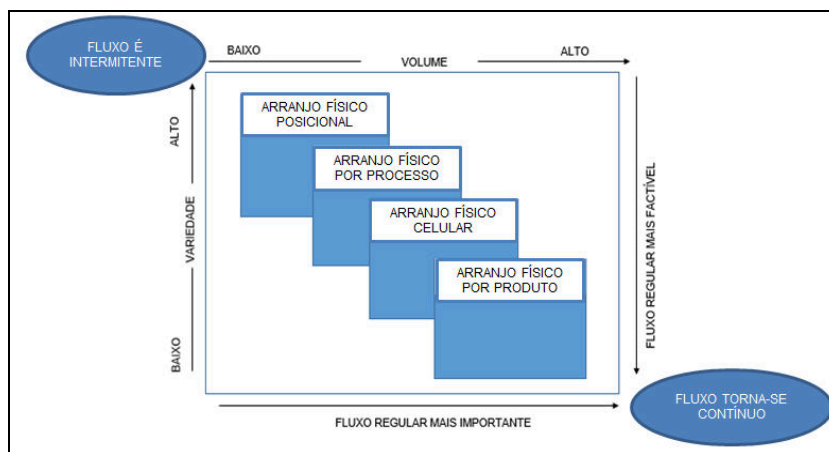 FLUXO É
INTERMITENTE
BAIXO
VOLUME
ALTO
ALTO
VARIEDADE
BAIXO
ARRANJO FÍSICO
POSICIONAL
ARRANJO FÍSICO
POR PROCESSO
ARRANJO FÍSICO
CELULAR
ARRANJO FÍSICO
POR PRODUTO
FLUXO REGULAR MAIS FACTÍVEL
FLUXO REGULAR MAIS IMPORTANTE
FLUXO TORNA-SE
CONTÍNUO